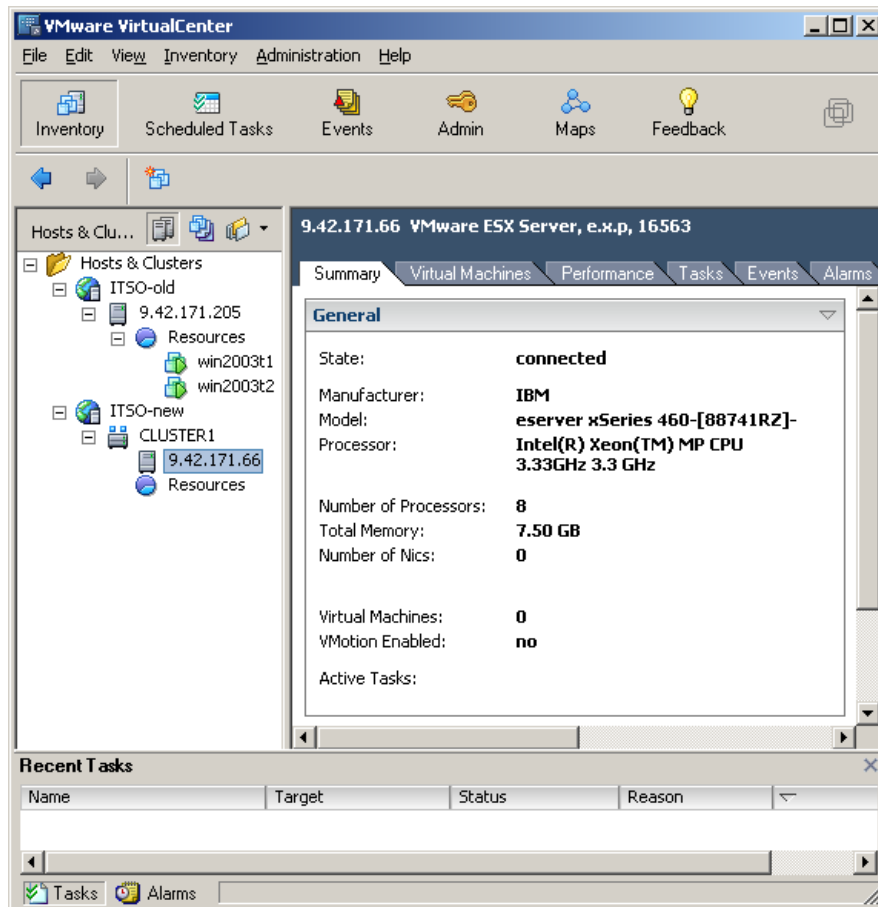 VMware VirtualCenter
File Edit View Inventory Administration Help
Inventory Scheduled Tasks Events Admin Maps Feedback
Hosts & Clu...
Hosts & Clusters
ITSO-old
9.42.171.205
Resources
win2003t1
win2003t2
ITSO-new
CLUSTER1
9.42.171.66
Resources
9.42.171.66 VMware ESX Server, e.x.p, 16563
Summary Virtual Machines Performance Tasks Events Alarms
General
State: connected
Manufacturer: IBM
Model: eserver xSeries 460-[88741RZ]-
Processor: Intel(R) Xeon(TM) MP CPU
3.33GHz 3.3 GHz
Number of Processors: 8
Total Memory: 7.50 GB
Number of Nics: 0
Virtual Machines: 0
VMotion Enabled: no
Active Tasks:
Recent Tasks
Name Target Status Reason
Tasks Alarms